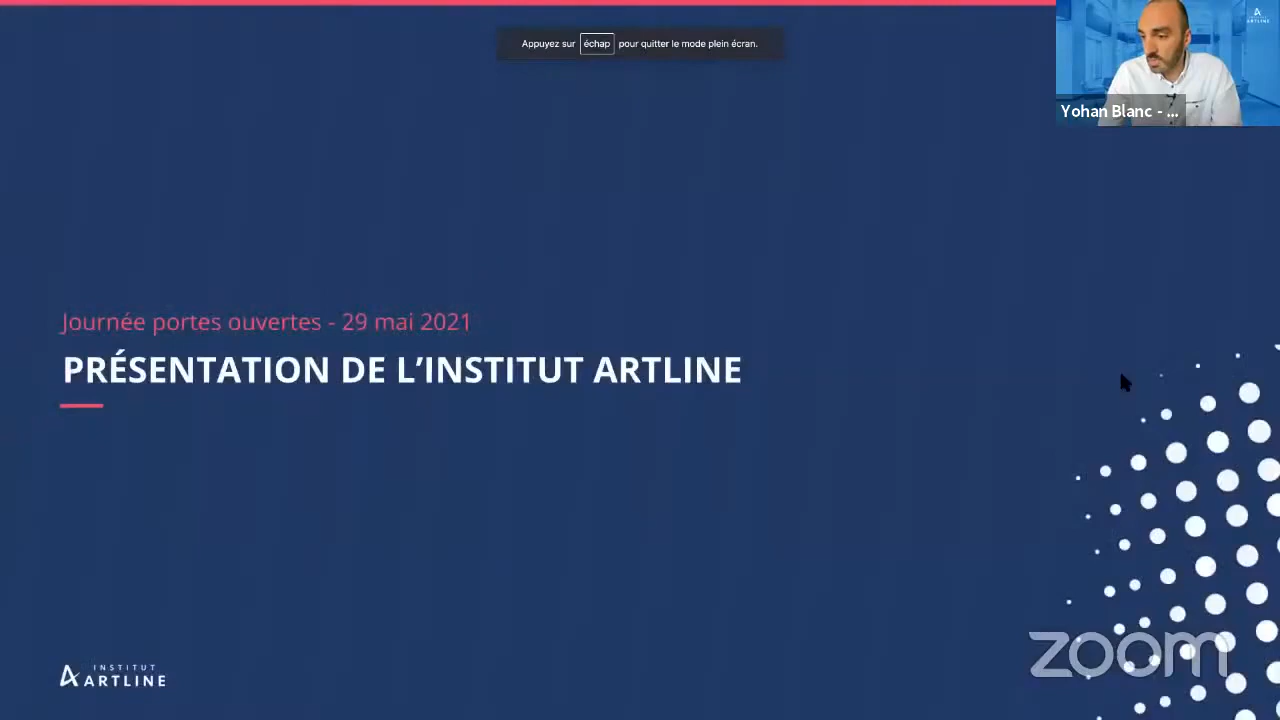 Appuyez sur échap pour quitter le mode plein écran.
ARTLINE
Yohan Blanc - ...
Journée portes ouvertes - 29 mai 2021
PRÉSENTATION DE L’INSTITUT ARTLINE
INSTITUT
ARTLINE
zoom